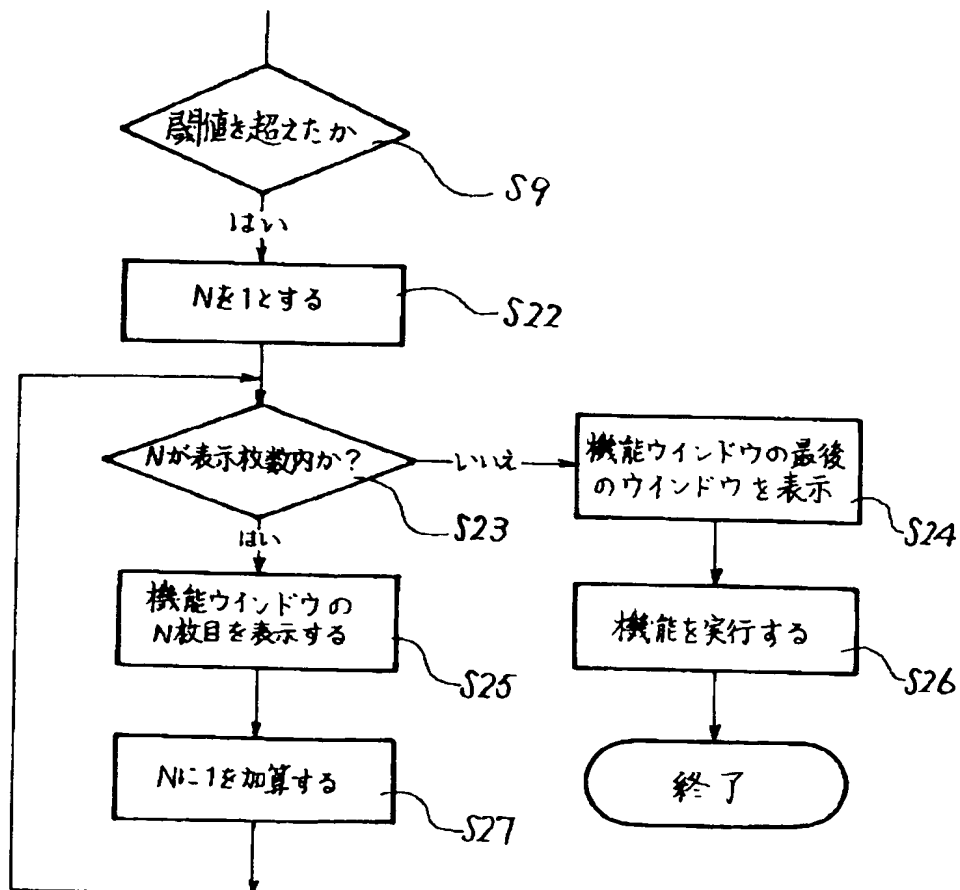 閾値を超えたか
S9
はい
Nを1とする
S22
Nが表示枚数内か?
いいえ
S23
機能ウインドウの最後
のウインドウを表示
S24
はい
機能ウインドウの
N枚目を表示する
S25
機能を実行する
S26
Nに1を加算する
S27
終了